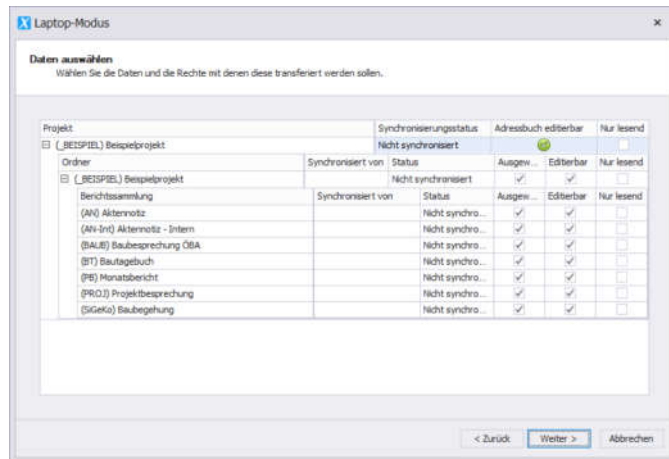 Laptop-Modus
Daten auswählen
Wählen Sie die Daten und die Rechte mit denen diese transferiert werden sollen.
Projekt Synchronisierungsstatus Adressbuch editierbar Nur lesend
(_BEISPIEL) Beispielprojekt Nicht synchronisiert
Ordner Synchronisiert von Status Ausgew... Editierbar Nur lesend
(_BEISPIEL) Beispielprojekt Nicht synchronisiert
Berichtssammlung Synchronisiert von Status Ausgew... Editierbar Nur lesend
(AN) Aktennotiz Nicht synchro...
(AN-Int) Aktennotiz - Intern Nicht synchro...
(BAUB) Baubesprechung ÖBA Nicht synchro...
(BT) Bautagebuch Nicht synchro...
(PB) Monatsbericht Nicht synchro...
(PROJ) Projektbesprechung Nicht synchro...
(SiGeKo) Baubegehung Nicht synchro...
< Zurück Weiter > Abbrechen